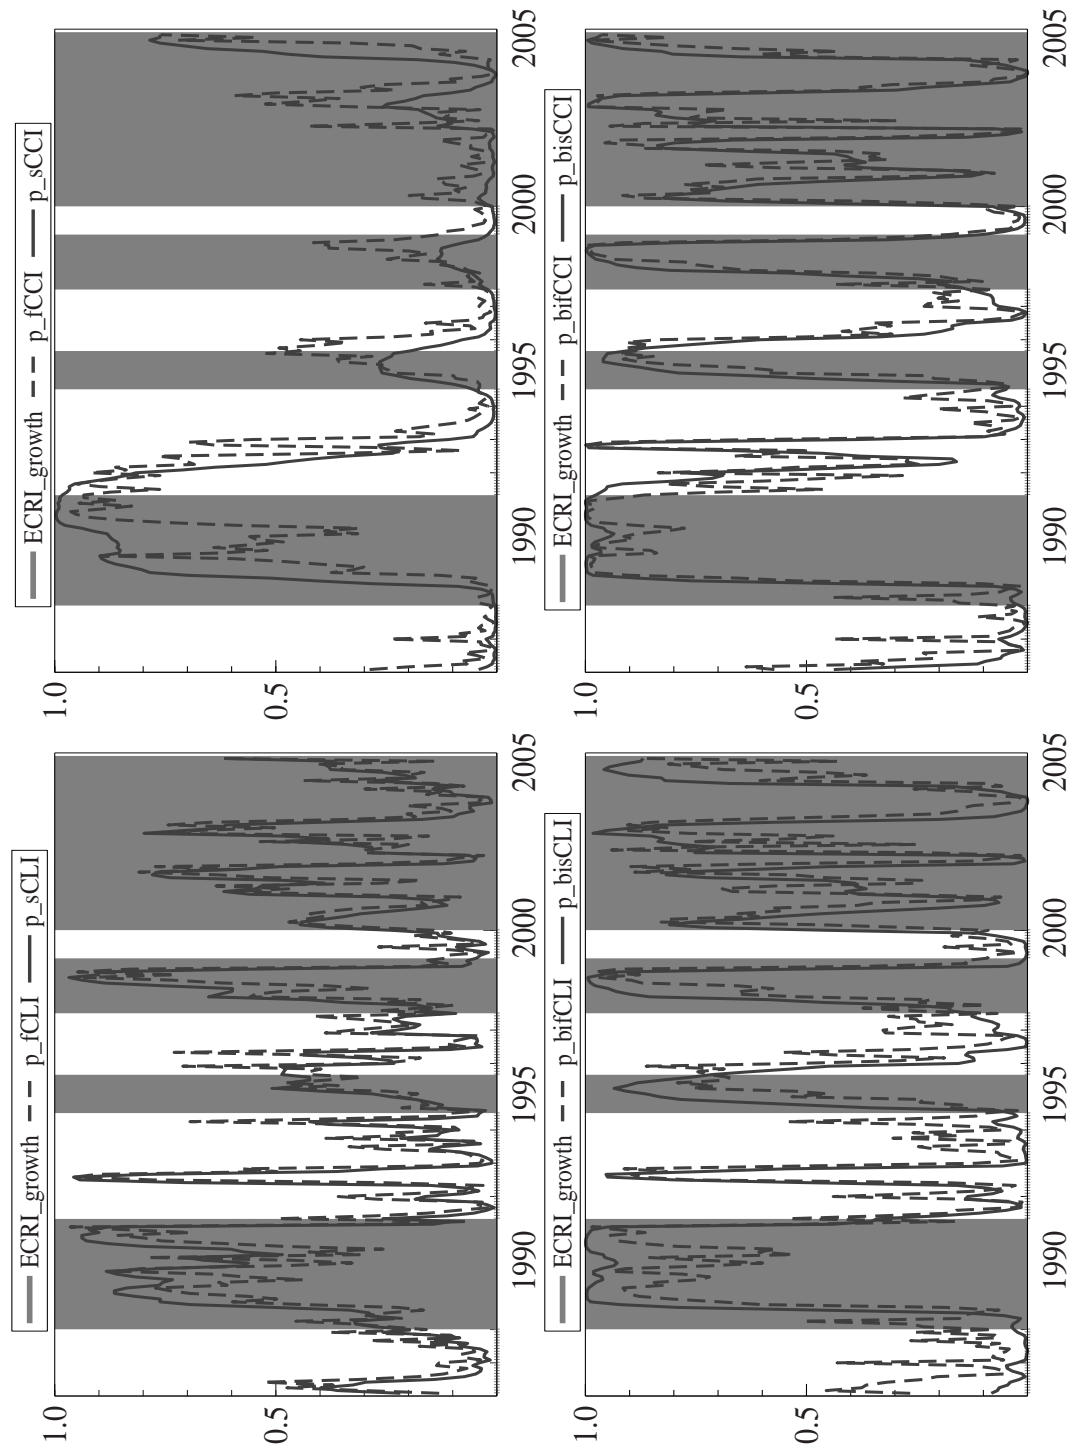 ECRI_growth p_fCLI p_sCLI
1.0
0.5
1990 1995 2000 2005
ECRI_growth p_fCCI p_sCCI
1.0
0.5
1990 1995 2000 2005
ECRI_growth p_bifCLI p_bisCLI
1.0
0.5
1990 1995 2000 2005
ECRI_growth p_bifCCI p_bisCCI
1.0
0.5
1990 1995 2000 2005